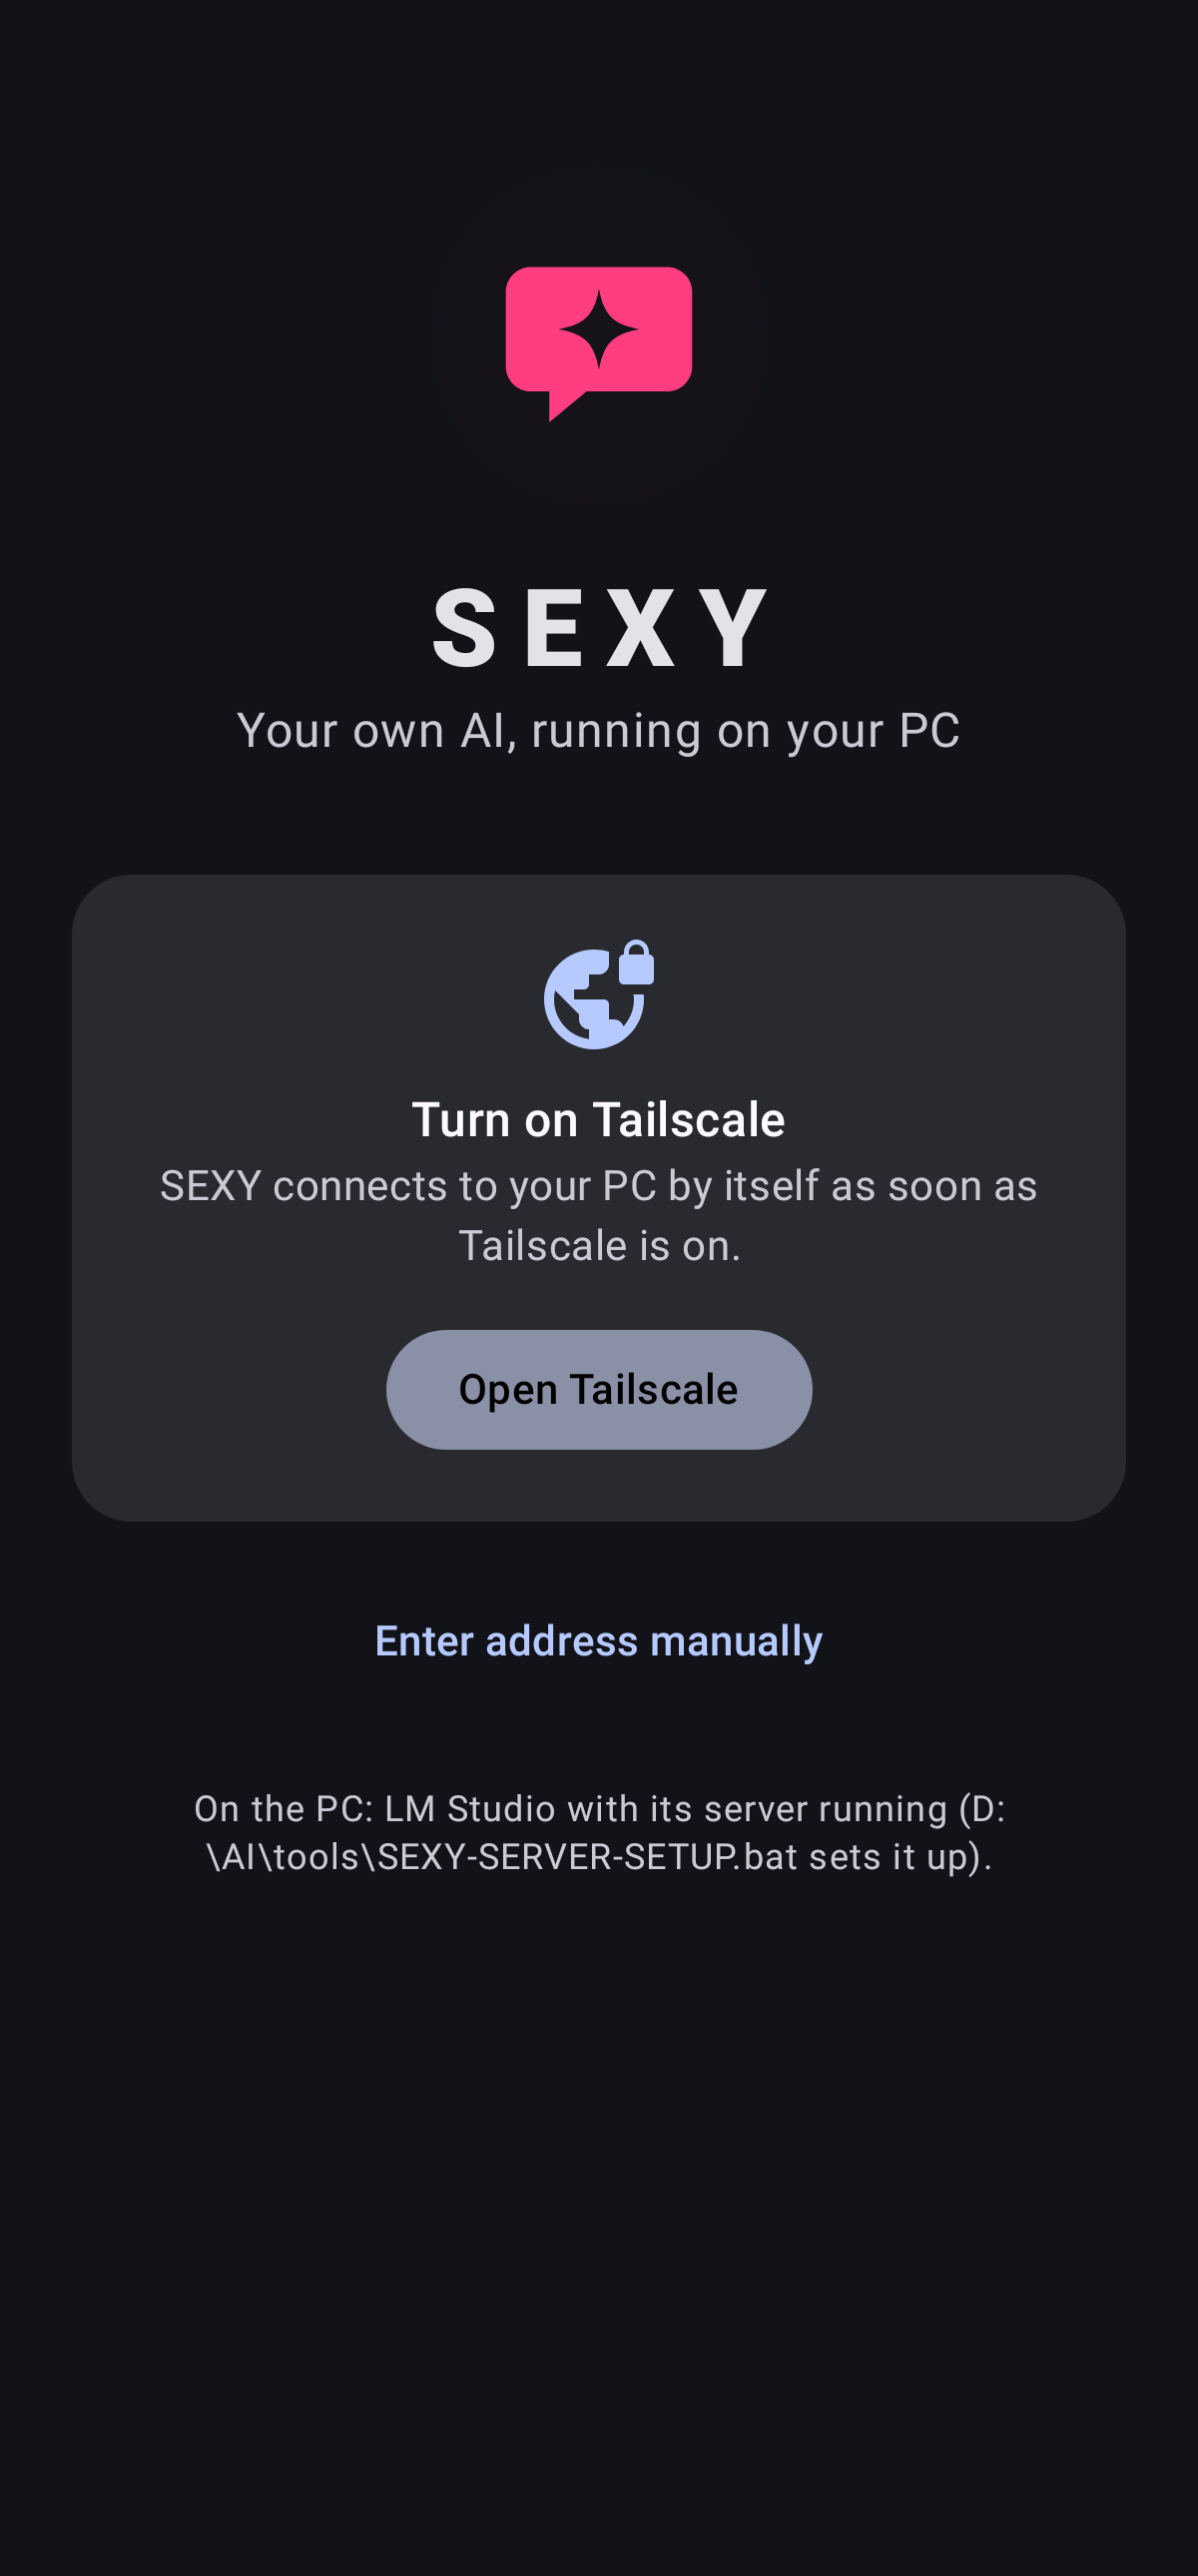 SEXY
Your own AI, running on your PC
Turn on Tailscale
SEXY connects to your PC by itself as soon as
Tailscale is on.
Open Tailscale
Enter address manually
On the PC: LM Studio with its server running (D:
\AI\tools\SEXY-SERVER-SETUP.bat sets it up).